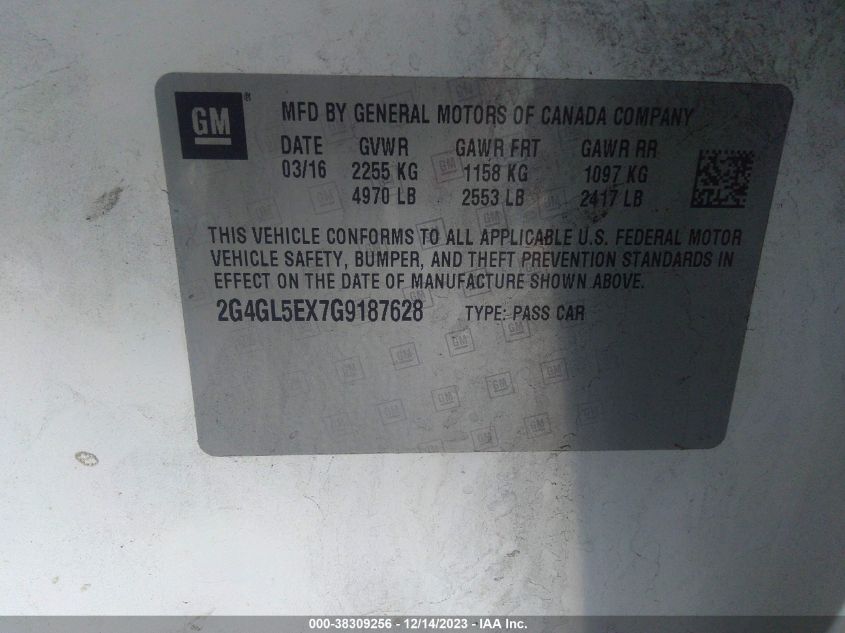 GM ®
MFD BY GENERAL MOTORS OF CANADA COMPANY
DATE GVWR GAWR FRT GAWR RR
03/16 2255 KG 1158 KG 1097 KG
4970 LB 2553 LB 2417 LB
THIS VEHICLE CONFORMS TO ALL APPLICABLE U.S. FEDERAL MOTOR
VEHICLE SAFETY, BUMPER, AND THEFT PREVENTION STANDARDS IN
EFFECT ON THE DATE OF MANUFACTURE SHOWN ABOVE.
2G4GL5EX7G9187628 TYPE: PASS CAR
000-38309256 - 12/14/2023 - IAA Inc.